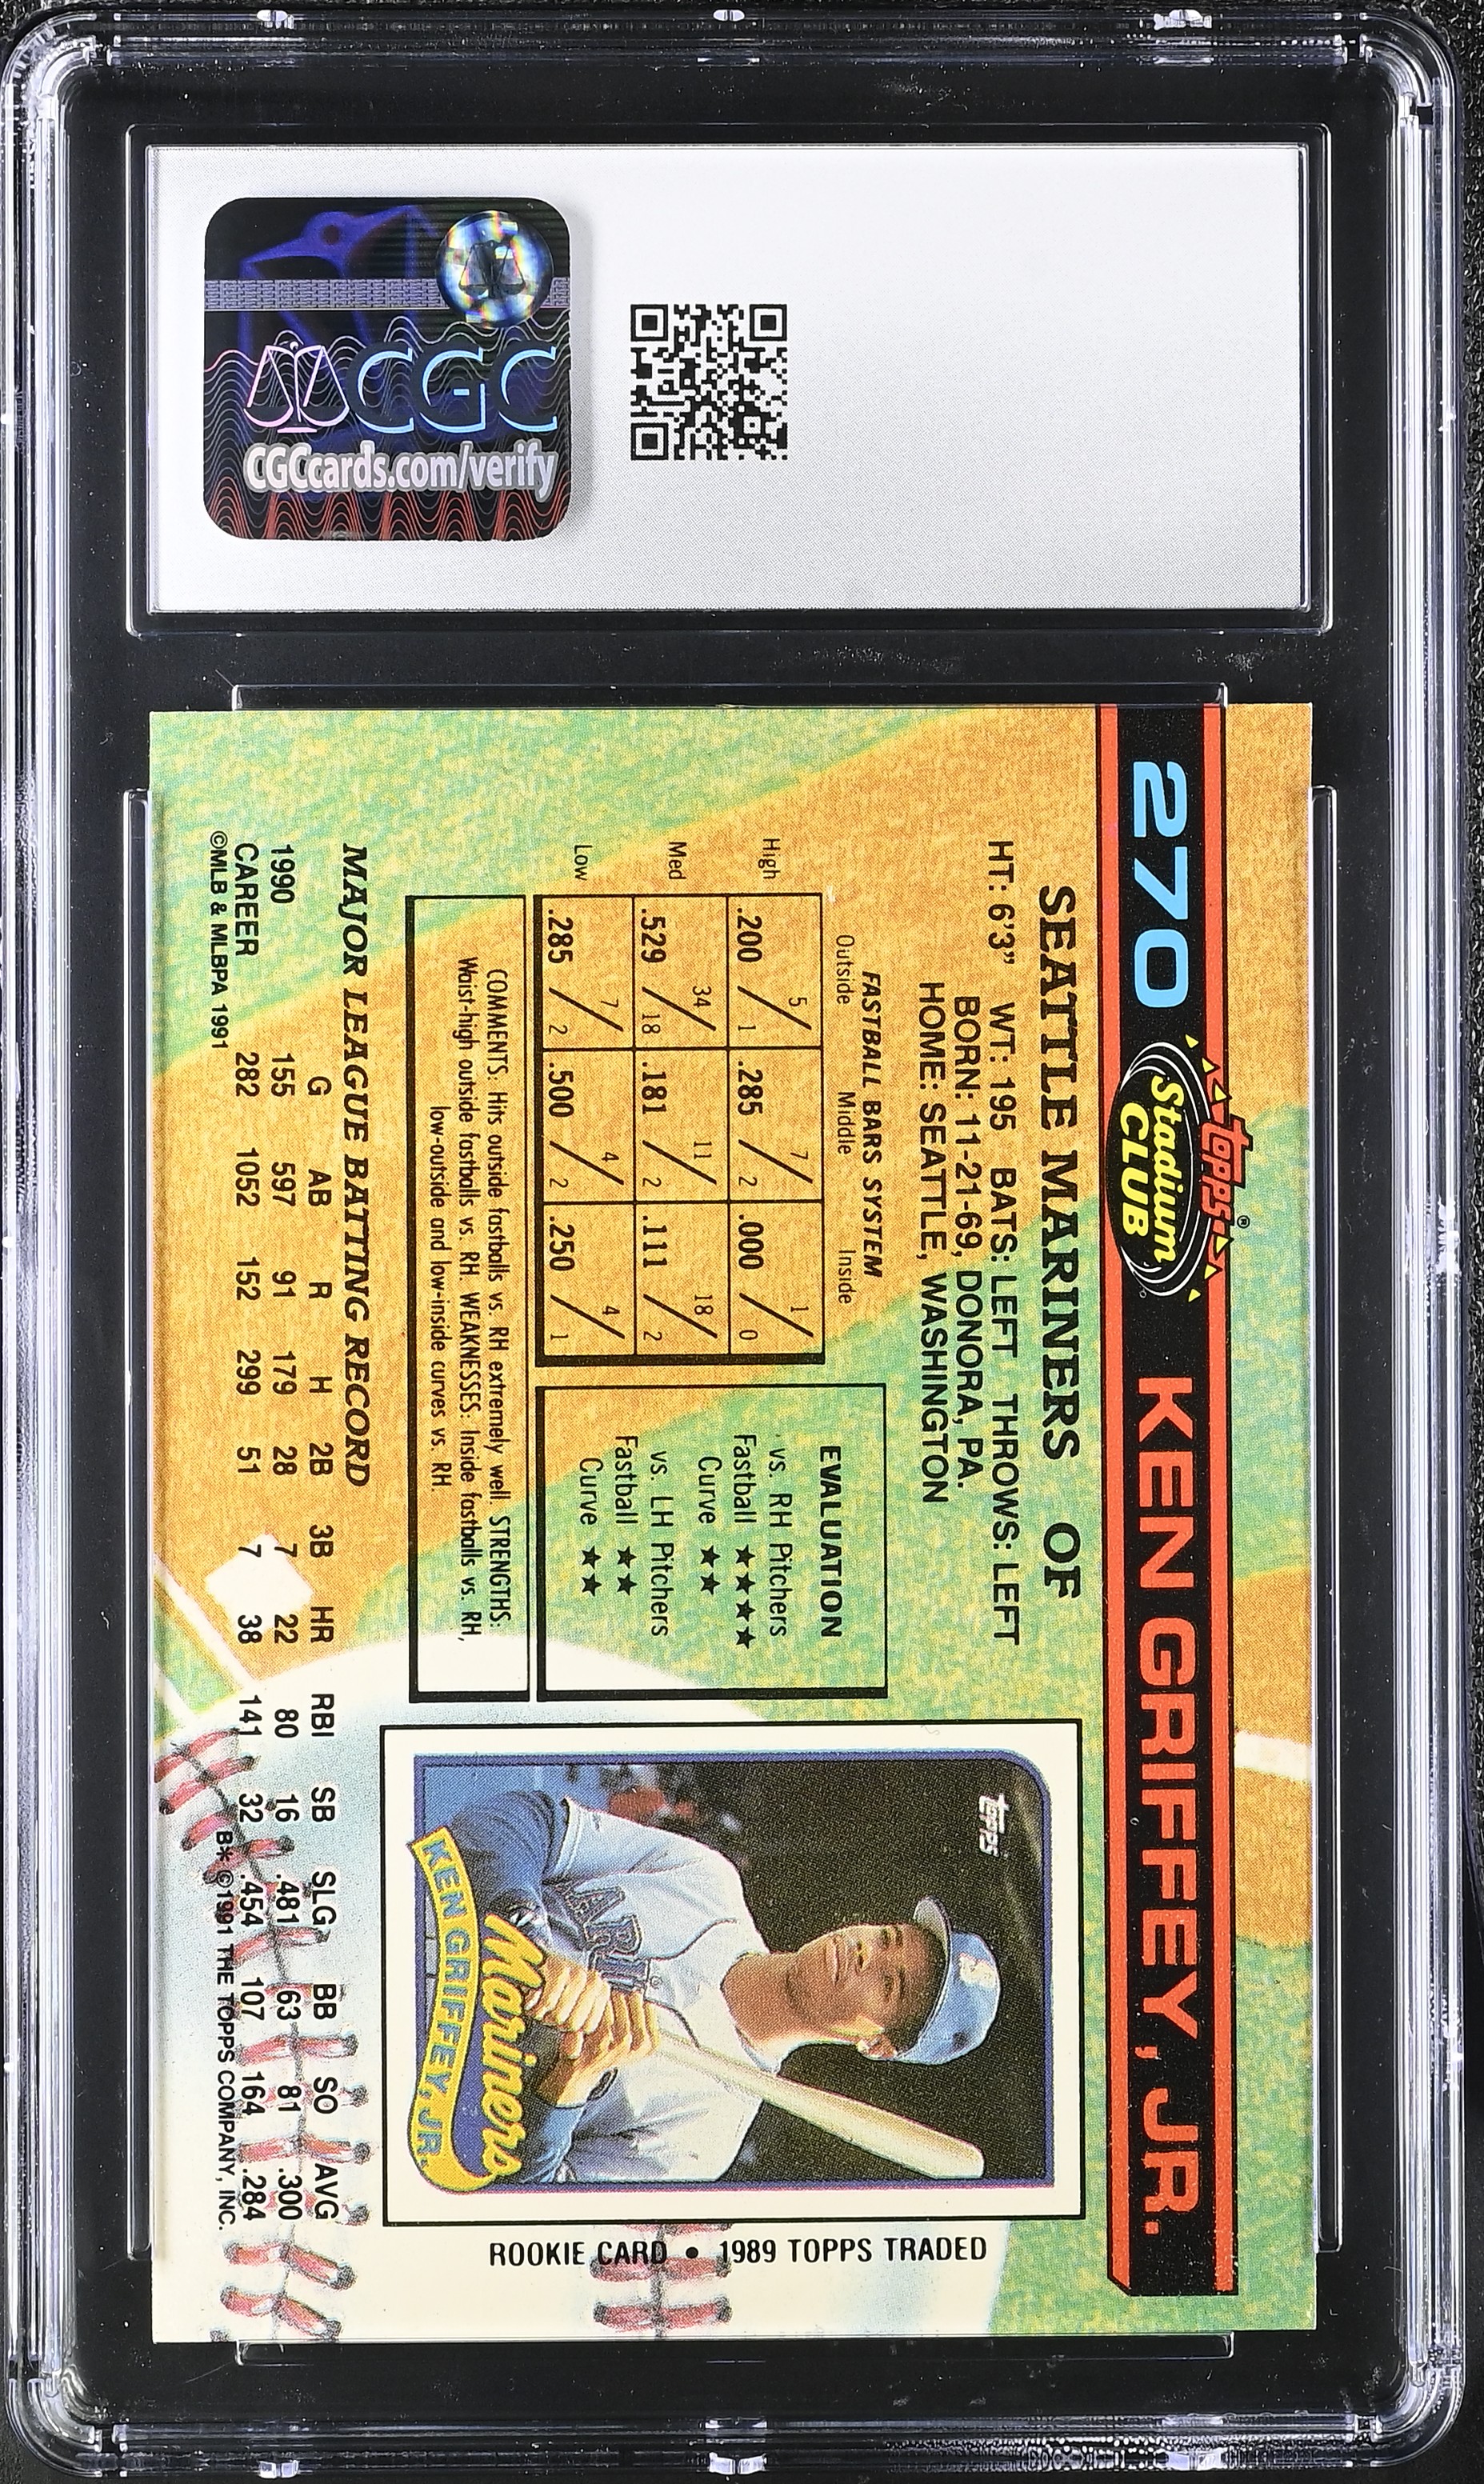 CGC
CGCcards.com/verify
270 topps® Stadium CLUB KEN GRIFFEY, JR.
SEATTLE MARINERS OF
HT: 6'3" WT: 195 BATS: LEFT THROWS: LEFT
BORN: 11-21-69, DONORA, PA.
HOME: SEATTLE, WASHINGTON
FASTBALL BARS SYSTEM
Outside Middle Inside
High .200 5/1 .285 7/2 .000 1/0
Med .529 34/18 .181 11/2 .111 18/2
Low .285 7/2 .500 4/2 .250 4/1
EVALUATION
vs. RH Pitchers
Fastball ★★★★
Curve ★★
vs. LH Pitchers
Fastball ★★
Curve ★★
COMMENTS: Hits outside fastballs vs. RH extremely well. STRENGTHS:
Waist-high outside fastballs vs. RH. WEAKNESSES: Inside fastballs vs. RH,
low-outside and low-inside curves vs. RH.
topps
Mariners
KEN GRIFFEY, JR.
ROOKIE CARD • 1989 TOPPS TRADED
MAJOR LEAGUE BATTING RECORD
G AB R H 2B 3B HR RBI SB SLG BB SO AVG
1990 155 597 91 179 28 7 22 80 16 .481 63 81 .300
CAREER 282 1052 152 299 51 7 38 141 32 .454 107 164 .284
©MLB & MLBPA 1991
B* ©1991 THE TOPPS COMPANY, INC.